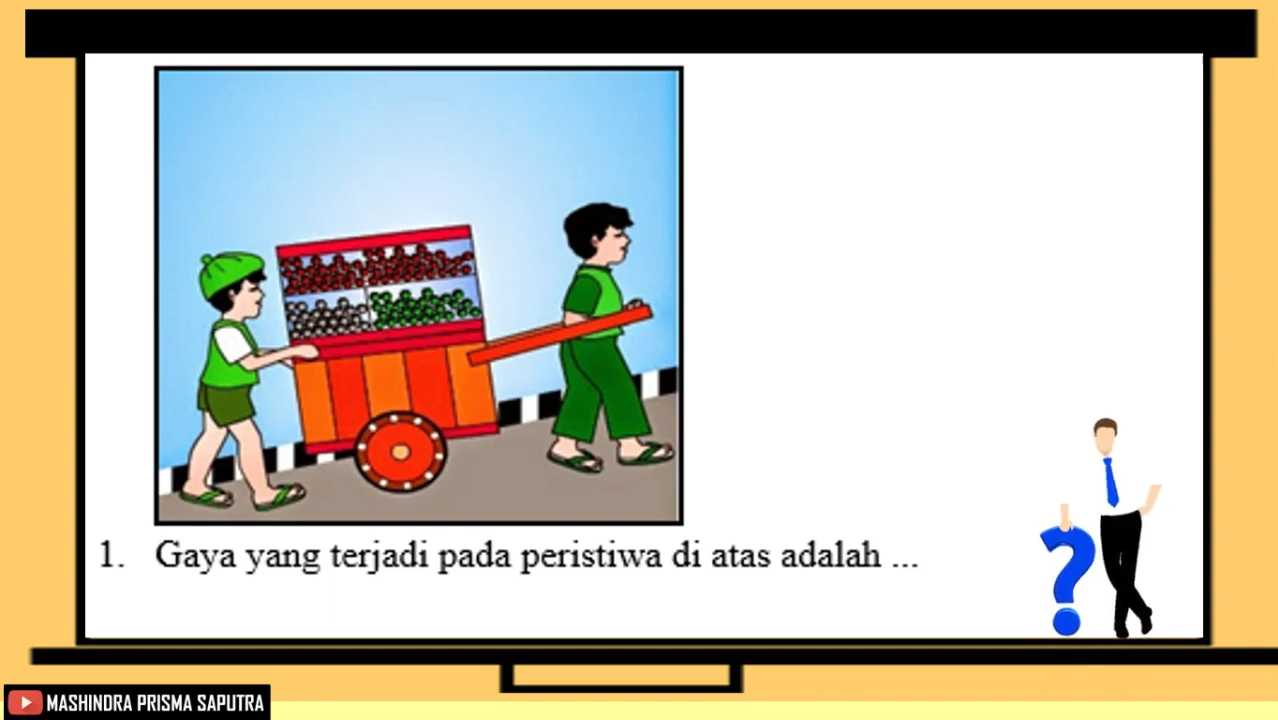 1. Gaya yang terjadi pada peristiwa di atas adalah ...
MASHINDRA PRISMA SAPUTRA